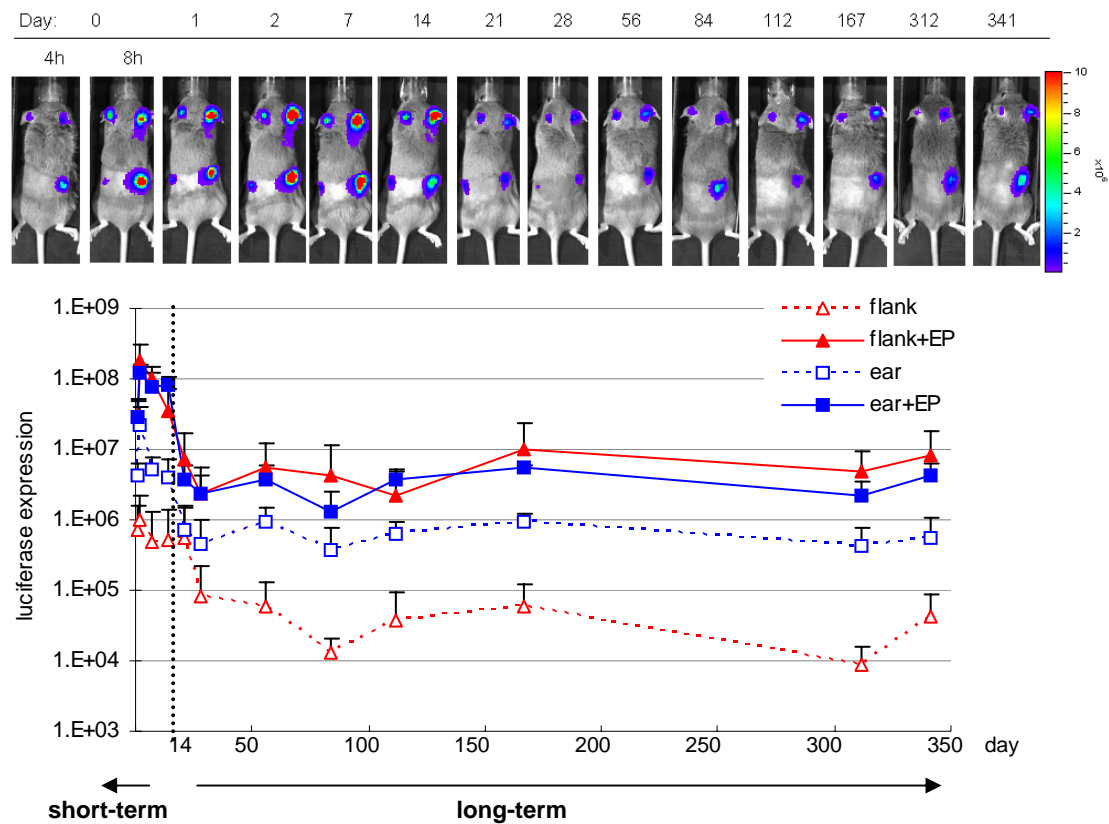 Day: 0 1 2 7 14 21 28 56 84 112 167 312 341
4h 8h
10
8
6
4
2
×10⁶
1.E+09
1.E+08
1.E+07
1.E+06
1.E+05
1.E+04
1.E+03
luciferase expression
flank
flank+EP
ear
ear+EP
14 50 100 150 200 250 300 350 day
short-term long-term